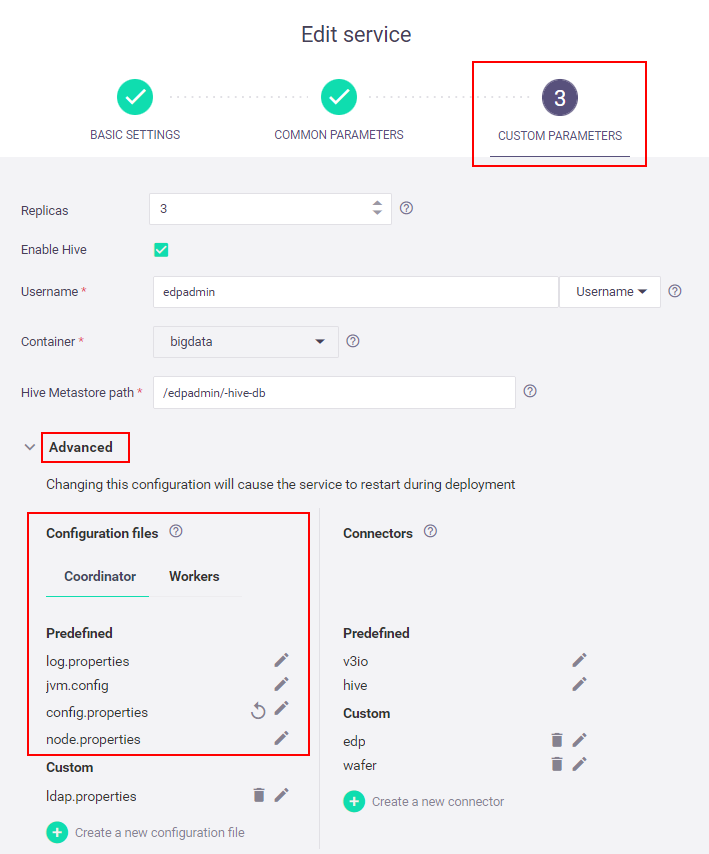 Edit service
3
BASIC SETTINGS
COMMON PARAMETERS
CUSTOM PARAMETERS
Replicas
3
Enable Hive
Username *
edpadmin
Username
Container *
bigdata
Hive Metastore path *
/edpadmin/-hive-db
Advanced
Changing this configuration will cause the service to restart during deployment
Configuration files
Coordinator
Workers
Predefined
log.properties
jvm.config
config.properties
node.properties
Custom
ldap.properties
Create a new configuration file
Connectors
Predefined
v3io
hive
Custom
edp
wafer
Create a new connector